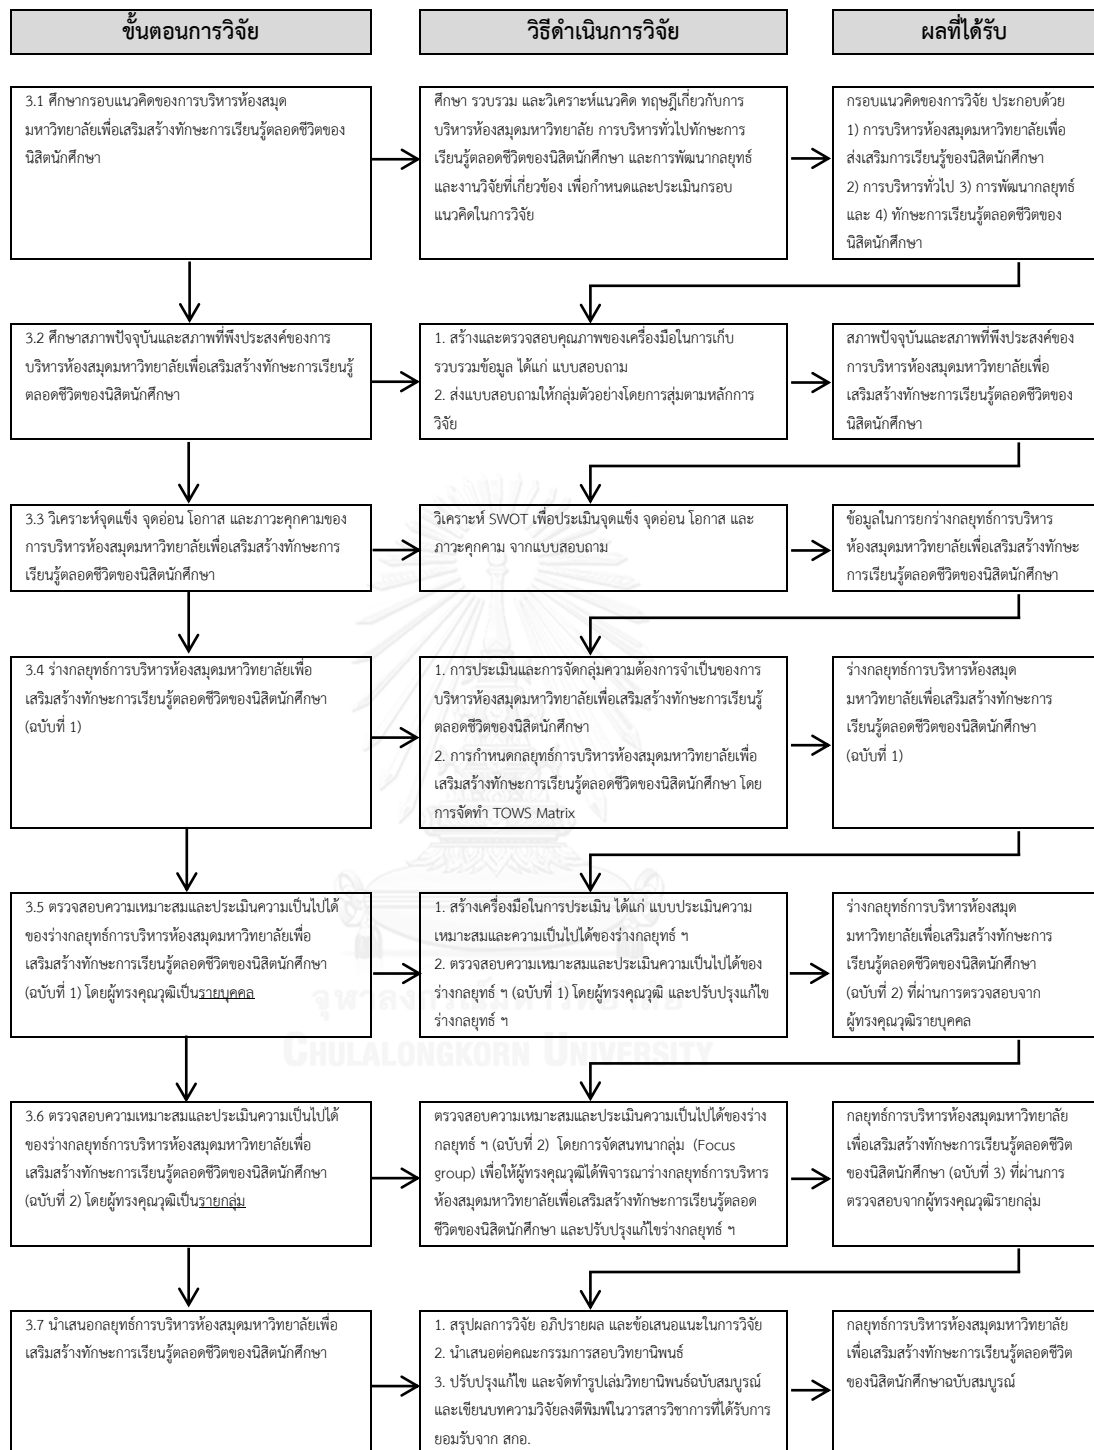 ขั้นตอนการวิจัย
วิธีดำเนินการวิจัย
ผลที่ได้รับ
3.1 ศึกษากรอบแนวคิดของการบริหารห้องสมุด
มหาวิทยาลัยเพื่อเสริมสร้างทักษะการเรียนรู้ตลอดชีวิตของ
นิสิตนักศึกษา
ศึกษา รวบรวม และวิเคราะห์แนวคิด ทฤษฎีเกี่ยวกับการ
บริหารห้องสมุดมหาวิทยาลัย การบริหารทั่วไปทักษะการ
เรียนรู้ตลอดชีวิตของนิสิตนักศึกษา และการพัฒนากลยุทธ์
และงานวิจัยที่เกี่ยวข้อง เพื่อกำหนดและประเมินกรอบ
แนวคิดในการวิจัย
กรอบแนวคิดของการวิจัย ประกอบด้วย
1) การบริหารห้องสมุดมหาวิทยาลัยเพื่อ
ส่งเสริมการเรียนรู้ของนิสิตนักศึกษา
2) การบริหารทั่วไป 3) การพัฒนากลยุทธ์
และ 4) ทักษะการเรียนรู้ตลอดชีวิตของ
นิสิตนักศึกษา
3.2 ศึกษาสภาพปัจจุบันและสภาพที่พึงประสงค์ของการ
บริหารห้องสมุดมหาวิทยาลัยเพื่อเสริมสร้างทักษะการเรียนรู้
ตลอดชีวิตของนิสิตนักศึกษา
1. สร้างและตรวจสอบคุณภาพของเครื่องมือในการเก็บ
รวบรวมข้อมูล ได้แก่ แบบสอบถาม
2. ส่งแบบสอบถามให้กลุ่มตัวอย่างโดยการสุ่มตามหลักการ
วิจัย
สภาพปัจจุบันและสภาพที่พึงประสงค์ของ
การบริหารห้องสมุดมหาวิทยาลัยเพื่อ
เสริมสร้างทักษะการเรียนรู้ตลอดชีวิตของ
นิสิตนักศึกษา
3.3 วิเคราะห์จุดแข็ง จุดอ่อน โอกาส และภาวะคุกคามของ
การบริหารห้องสมุดมหาวิทยาลัยเพื่อเสริมสร้างทักษะการ
เรียนรู้ตลอดชีวิตของนิสิตนักศึกษา
วิเคราะห์ SWOT เพื่อประเมินจุดแข็ง จุดอ่อน โอกาส และ
ภาวะคุกคาม จากแบบสอบถาม
ข้อมูลในการยกร่างกลยุทธ์การบริหาร
ห้องสมุดมหาวิทยาลัยเพื่อเสริมสร้างทักษะ
การเรียนรู้ตลอดชีวิตของนิสิตนักศึกษา
3.4 ร่างกลยุทธ์การบริหารห้องสมุดมหาวิทยาลัยเพื่อ
เสริมสร้างทักษะการเรียนรู้ตลอดชีวิตของนิสิตนักศึกษา
(ฉบับที่ 1)
1. การประเมินและการจัดกลุ่มความต้องการจำเป็นของการ
บริหารห้องสมุดมหาวิทยาลัยเพื่อเสริมสร้างทักษะการเรียนรู้
ตลอดชีวิตของนิสิตนักศึกษา
2. การกำหนดกลยุทธ์การบริหารห้องสมุดมหาวิทยาลัยเพื่อ
เสริมสร้างทักษะการเรียนรู้ตลอดชีวิตของนิสิตนักศึกษา โดย
การจัดทำ TOWS Matrix
ร่างกลยุทธ์การบริหารห้องสมุด
มหาวิทยาลัยเพื่อเสริมสร้างทักษะการ
เรียนรู้ตลอดชีวิตของนิสิตนักศึกษา
(ฉบับที่ 1)
3.5 ตรวจสอบความเหมาะสมและประเมินความเป็นไปได้
ของร่างกลยุทธ์การบริหารห้องสมุดมหาวิทยาลัยเพื่อ
เสริมสร้างทักษะการเรียนรู้ตลอดชีวิตของนิสิตนักศึกษา
(ฉบับที่ 1) โดยผู้ทรงคุณวุฒิเป็นรายบุคคล
1. สร้างเครื่องมือในการประเมิน ได้แก่ แบบประเมินความ
เหมาะสมและความเป็นไปได้ของร่างกลยุทธ์ ฯ
2. ตรวจสอบความเหมาะสมและประเมินความเป็นไปได้ของ
ร่างกลยุทธ์ ฯ (ฉบับที่ 1) โดยผู้ทรงคุณวุฒิ และปรับปรุงแก้ไข
ร่างกลยุทธ์ ฯ
ร่างกลยุทธ์การบริหารห้องสมุด
มหาวิทยาลัยเพื่อเสริมสร้างทักษะการ
เรียนรู้ตลอดชีวิตของนิสิตนักศึกษา
(ฉบับที่ 2) ที่ผ่านการตรวจสอบจาก
ผู้ทรงคุณวุฒิรายบุคคล
จุฬาลงกรณ์มหาวิทยาลัย
CHULALONGKORN UNIVERSITY
3.6 ตรวจสอบความเหมาะสมและประเมินความเป็นไปได้
ของร่างกลยุทธ์การบริหารห้องสมุดมหาวิทยาลัยเพื่อ
เสริมสร้างทักษะการเรียนรู้ตลอดชีวิตของนิสิตนักศึกษา
(ฉบับที่ 2) โดยผู้ทรงคุณวุฒิเป็นรายกลุ่ม
ตรวจสอบความเหมาะสมและประเมินความเป็นไปได้ของร่าง
กลยุทธ์ ฯ (ฉบับที่ 2) โดยการจัดสนทนากลุ่ม (Focus
group) เพื่อให้ผู้ทรงคุณวุฒิได้พิจารณาร่างกลยุทธ์การบริหาร
ห้องสมุดมหาวิทยาลัยเพื่อเสริมสร้างทักษะการเรียนรู้ตลอด
ชีวิตของนิสิตนักศึกษา และปรับปรุงแก้ไขร่างกลยุทธ์ ฯ
กลยุทธ์การบริหารห้องสมุดมหาวิทยาลัย
เพื่อเสริมสร้างทักษะการเรียนรู้ตลอดชีวิต
ของนิสิตนักศึกษา (ฉบับที่ 3) ที่ผ่านการ
ตรวจสอบจากผู้ทรงคุณวุฒิรายกลุ่ม
3.7 นำเสนอกลยุทธ์การบริหารห้องสมุดมหาวิทยาลัยเพื่อ
เสริมสร้างทักษะการเรียนรู้ตลอดชีวิตของนิสิตนักศึกษา
1. สรุปผลการวิจัย อภิปรายผล และข้อเสนอแนะในการวิจัย
2. นำเสนอต่อคณะกรรมการสอบวิทยานิพนธ์
3. ปรับปรุงแก้ไข และจัดทำรูปเล่มวิทยานิพนธ์ฉบับสมบูรณ์
และเขียนบทความวิจัยลงตีพิมพ์ในวารสารวิชาการที่ได้รับการ
ยอมรับจาก สกอ.
กลยุทธ์การบริหารห้องสมุดมหาวิทยาลัย
เพื่อเสริมสร้างทักษะการเรียนรู้ตลอดชีวิต
ของนิสิตนักศึกษาฉบับสมบูรณ์